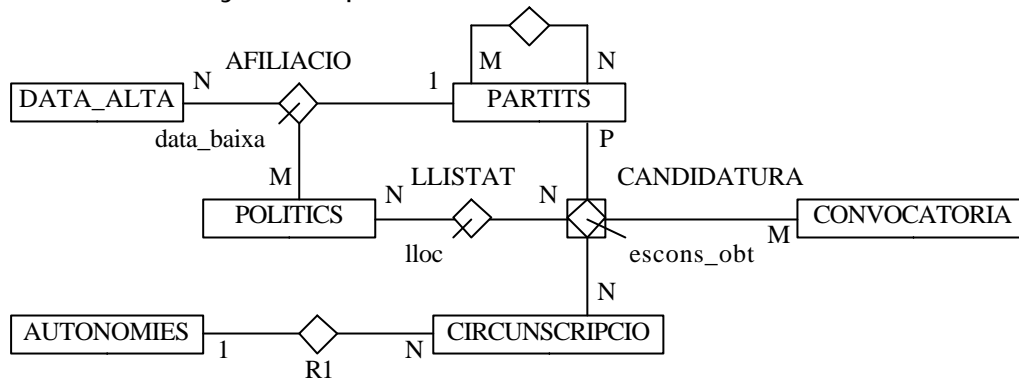 M
N
AFILIACIO
N
1
DATA_ALTA
PARTITS
data_baixa
P
M
N
LLISTAT
N
CANDIDATURA
POLITICS
CONVOCATORIA
lloc
escons_obt
M
N
AUTONOMIES
CIRCUNSCRIPCIO
1
N
R1